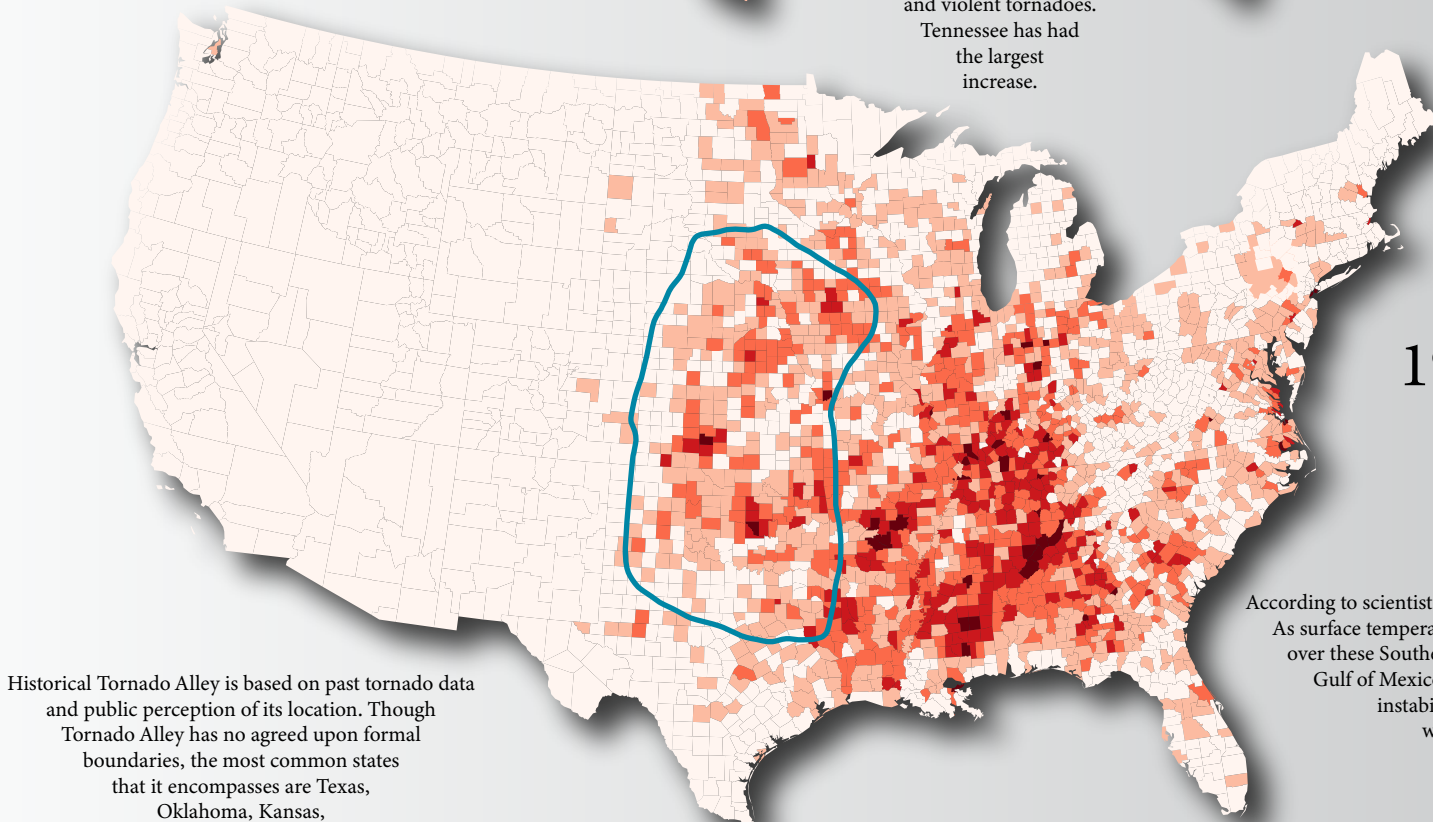 and violent tornadoes.
Tennessee has had
the largest
increase.
According to scientist
As surface tempera
over these Southe
Gulf of Mexic
instabi
w
Historical Tornado Alley is based on past tornado data
and public perception of its location. Though
Tornado Alley has no agreed upon formal
boundaries, the most common states
that it encompasses are Texas,
Oklahoma, Kansas,